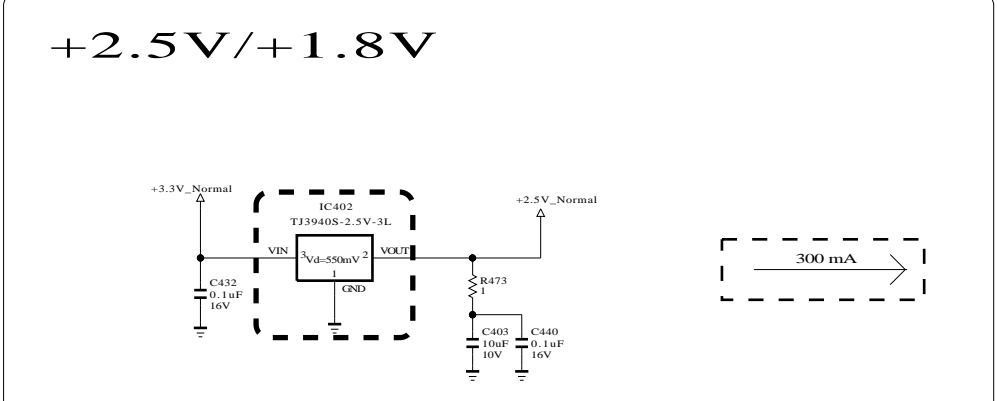 +2.5V/+1.8V
+3.3V_Normal
IC402
TJ3940S-2.5V-3L
+2.5V_Normal
VIN
3
Vd=550mV
2
VOUT
1
GND
C432
0.1uF
16V
R473
1
C403
10uF
10V
C440
0.1uF
16V
300 mA